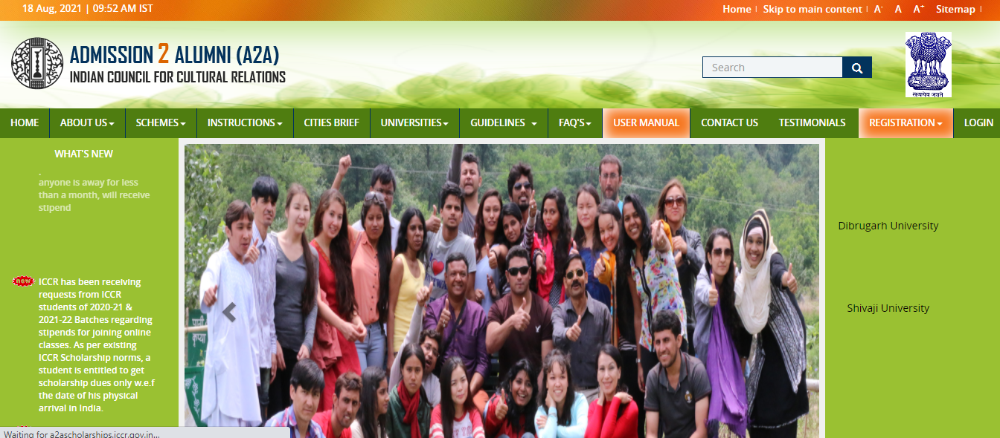 18 Aug, 2021 | 09:52 AM IST
Home | Skip to main content | A- A A+ Sitemap |
ADMISSION 2 ALUMNI (A2A)
INDIAN COUNCIL FOR CULTURAL RELATIONS
Search
सत्यमेव जयते
HOME ABOUT US SCHEMES INSTRUCTIONS CITIES BRIEF UNIVERSITIES GUIDELINES FAQ'S USER MANUAL CONTACT US TESTIMONIALS REGISTRATION LOGIN
WHAT'S NEW
.
anyone is away for less
than a month, will receive
stipend
new
ICCR has been receiving
requests from ICCR
students of 2020-21 &
2021-22 Batches regarding
stipends for joining online
classes. As per existing
ICCR Scholarship norms, a
student is entitled to get
scholarship dues only w.e.f
the date of his physical
arrival in India.
Dibrugarh University
Shivaji University
Waiting for a2ascholarships.iccr.gov.in...